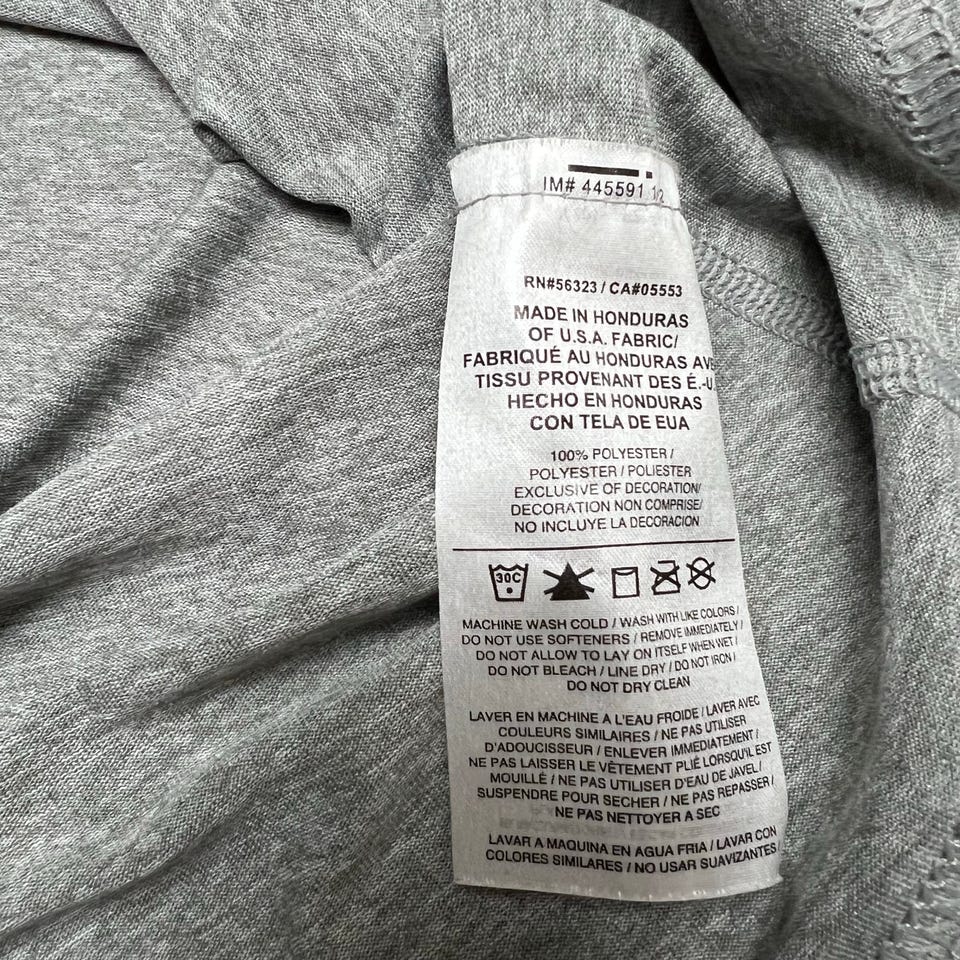 IM# 445591 1/2
RN#56323 / CA#05553
MADE IN HONDURAS
OF U.S.A. FABRIC/
FABRIQUÉ AU HONDURAS AVE
TISSU PROVENANT DES É.-U
HECHO EN HONDURAS
CON TELA DE EUA
100% POLYESTER /
POLYESTER / POLIESTER
EXCLUSIVE OF DECORATION/
DECORATION NON COMPRISE/
NO INCLUYE LA DECORACION
30C
MACHINE WASH COLD / WASH WITH LIKE COLORS /
DO NOT USE SOFTENERS / REMOVE IMMEDIATELY /
DO NOT ALLOW TO LAY ON ITSELF WHEN WET /
DO NOT BLEACH / LINE DRY / DO NOT IRON /
DO NOT DRY CLEAN
LAVER EN MACHINE A L'EAU FROIDE / LAVER AVEC
COULEURS SIMILAIRES / NE PAS UTILISER
D'ADOUCISSEUR / ENLEVER IMMEDIATEMENT /
NE PAS LAISSER LE VÊTEMENT PLIÉ LORSQU'IL EST
MOUILLÉ / NE PAS UTILISER D'EAU DE JAVEL /
SUSPENDRE POUR SECHER / NE PAS REPASSER /
NE PAS NETTOYER A SEC
LAVAR A MAQUINA EN AGUA FRIA / LAVAR CON
COLORES SIMILARES / NO USAR SUAVIZANTES /